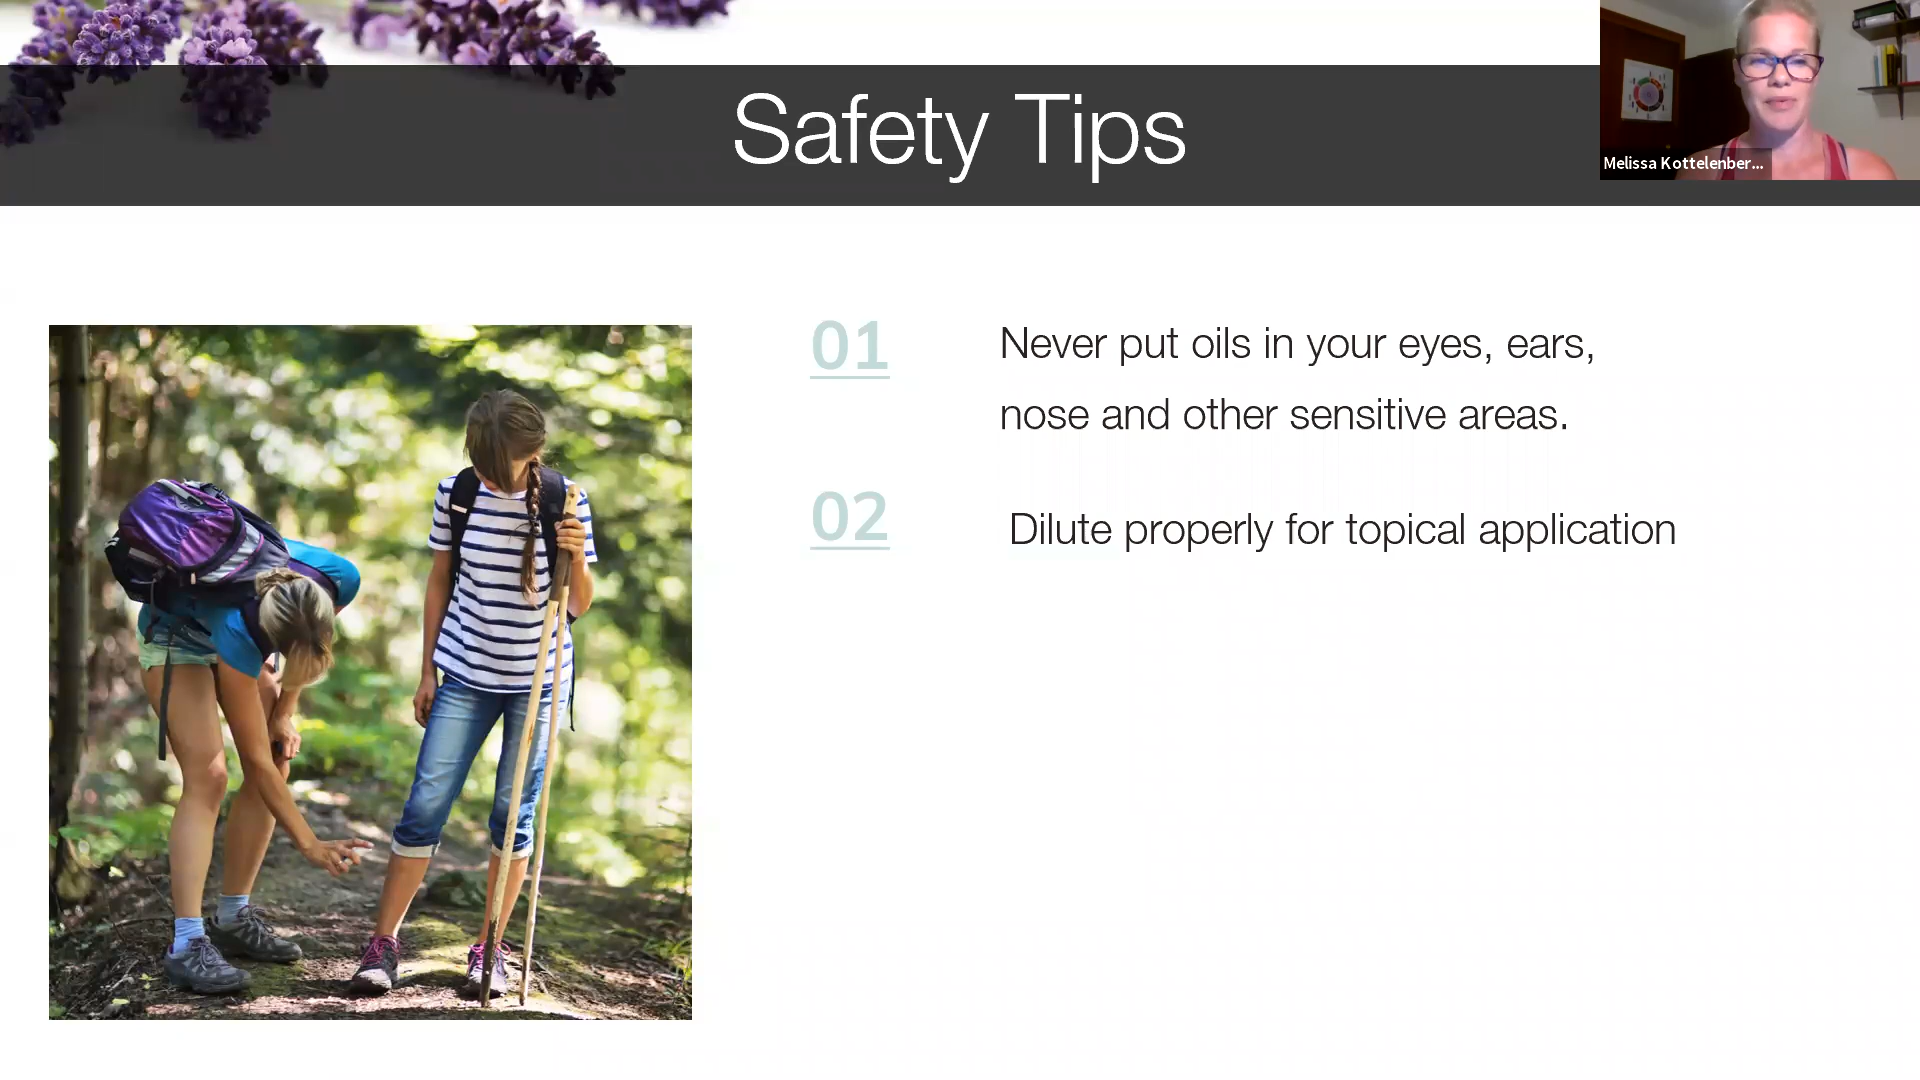 Safety Tips
Melissa Kottelenber...
01
Never put oils in your eyes, ears,
nose and other sensitive areas.
02
Dilute properly for topical application